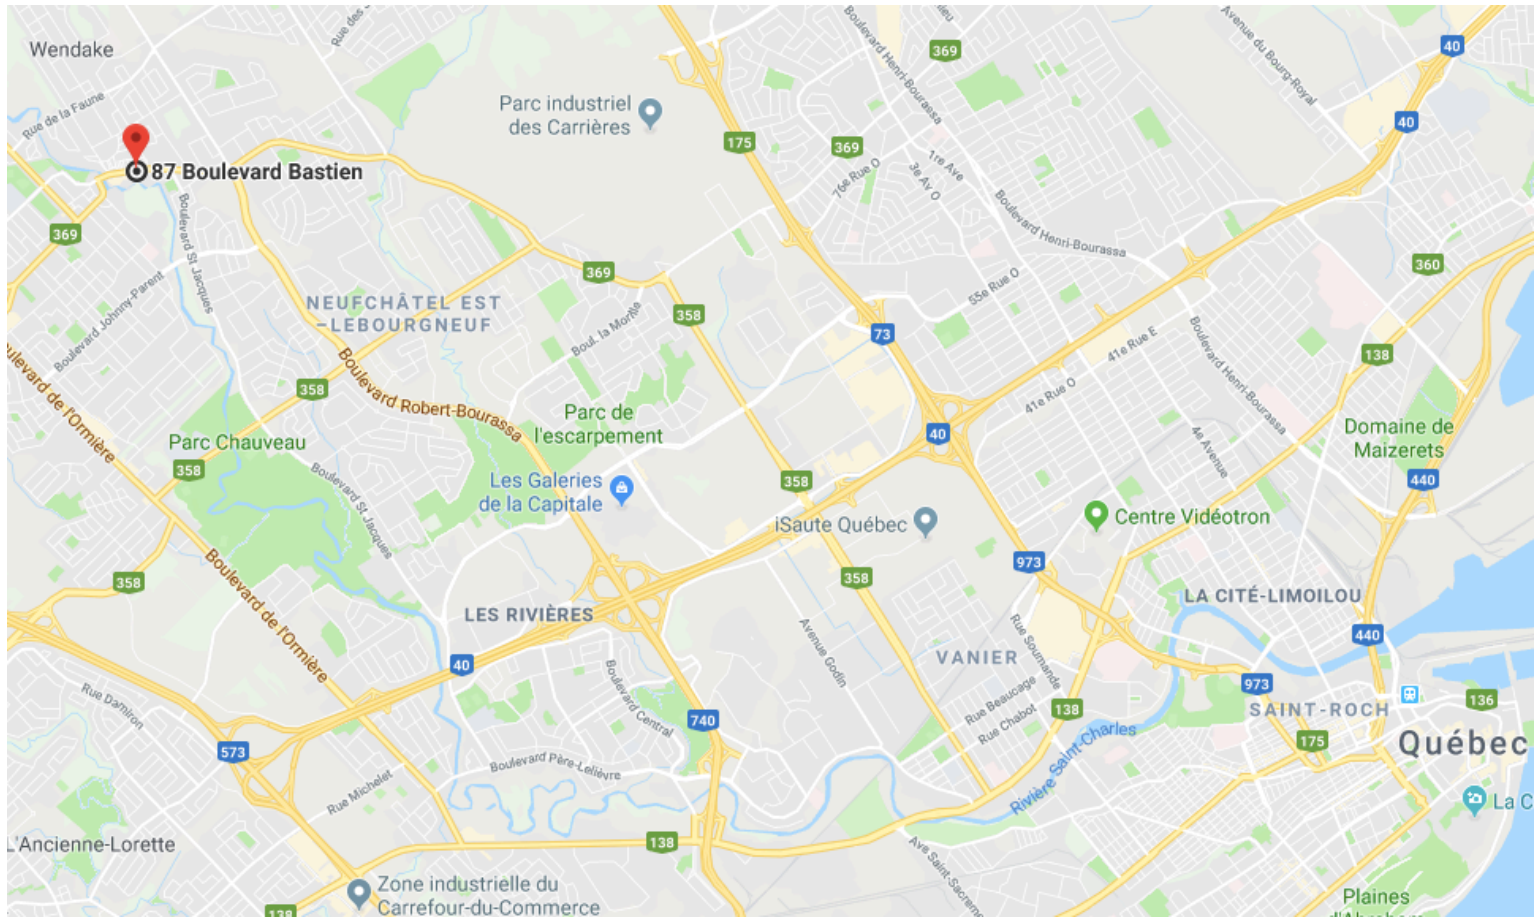 Wendake
Rue de la Faune
87 Boulevard Bastien
369
Boulevard St Jacques
Boulevard Johnny-Parent
Parc industriel
des Carrières
175
369
369
Boulevard Henri-Bourassa
Avenue du Bourg-Royal
40
40
1re Ave
3e Av O
76e Rue O
Boulevard Henri-Bourassa
360
369
NEUFCHÂTEL EST
-LEBOURGNEUF
358
Boul. la Morille
55e Rue O
73
41e Rue E
41e Rue O
Boulevard Henri-Bourassa
138
358
Boulevard Robert-Bourassa
Boulevard de l'Ormière
Parc de
l'escarpement
Parc Chauveau
358
40
4e Avenue
Domaine de
Maizerets
440
Les Galeries
de la Capitale
358
iSaute Québec
Centre Vidéotron
Boulevard St Jacques
358
Boulevard de l'Ormière
358
973
LES RIVIÈRES
40
LA CITÉ-LIMOILOU
440
Avenue Godin
VANIER
Rue Soumande
Rue Beaucage
Rue Chabot
138
973
SAINT-ROCH
136
175
Québec
Rue Damiron
573
Boulevard Central
740
Boulevard Père-Lelièvre
Rue Michelet
Rivière Saint-Charles
La C
L'Ancienne-Lorette
138
Zone industrielle du
Carrefour-du-Commerce
138
Plaines